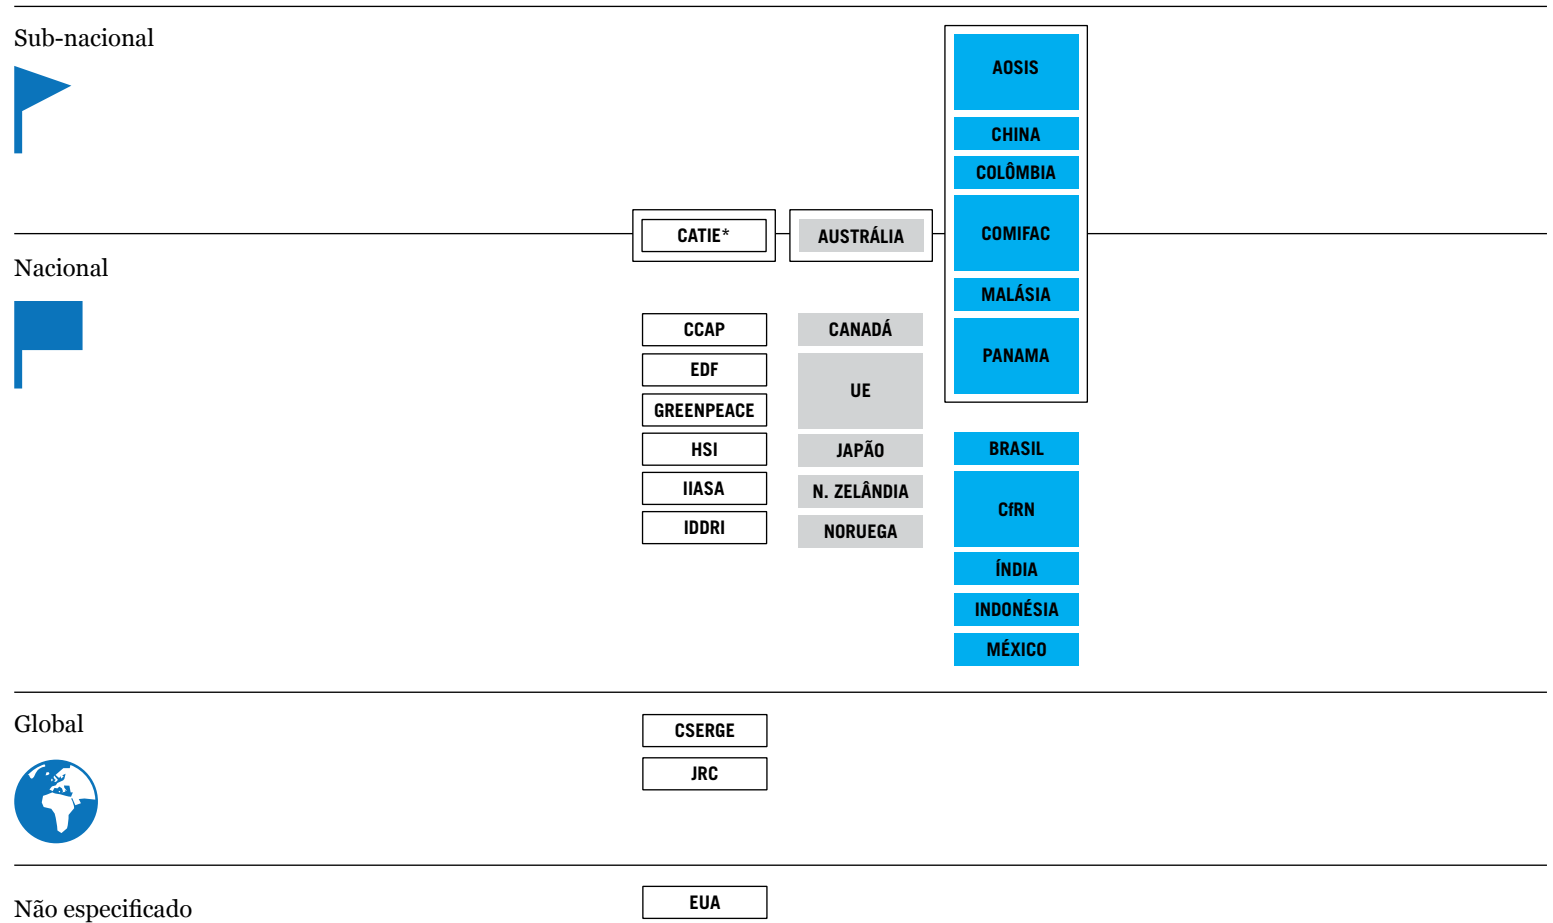 Sub-nacional
AOSIS
CHINA
COLÔMBIA
CATIE*
AUSTRÁLIA
COMIFAC
Nacional
MALÁSIA
CCAP
CANADÁ
PANAMA
EDF
UE
GREENPEACE
HSI
JAPÃO
BRASIL
IIASA
N. ZELÂNDIA
CfRN
IDDRI
NORUEGA
ÍNDIA
INDONÉSIA
MÉXICO
Global
CSERGE
JRC
Não especificado
EUA